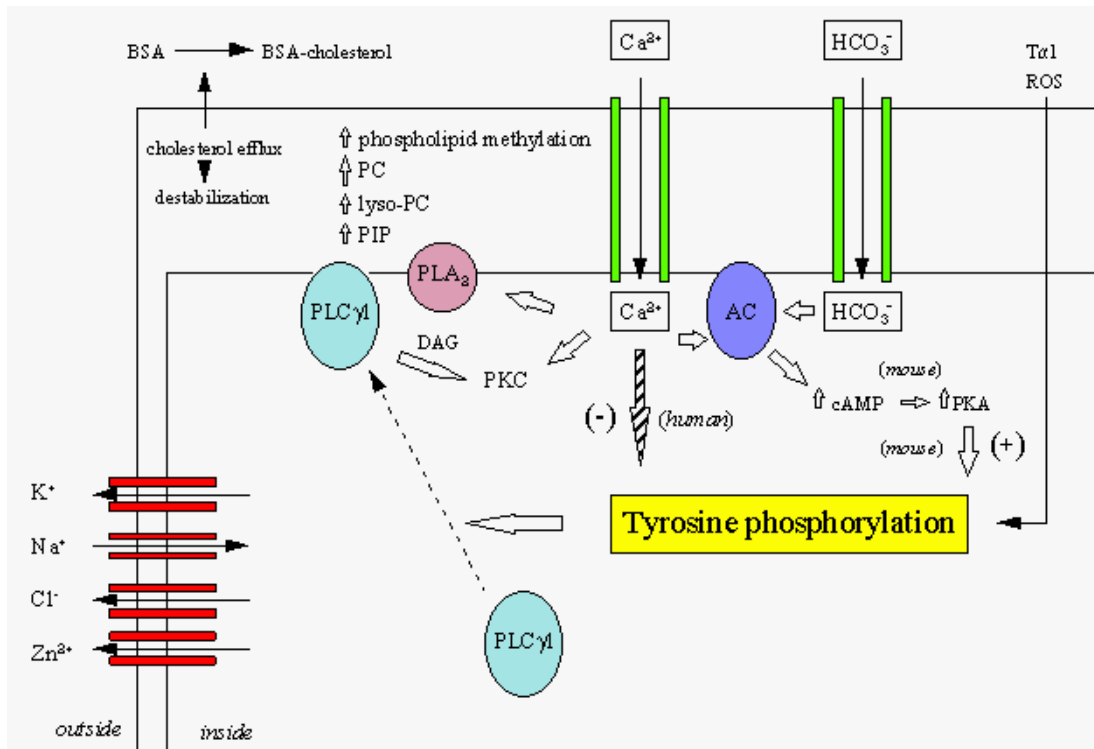 BSA BSA-cholesterol
Ca²⁺
HCO₃⁻
Tα1
ROS
cholesterol efflux
destabilization
phospholipid methylation
PC
lyso-PC
PIP
PLCγ1
PLA₂
Ca²⁺
AC
HCO₃⁻
DAG
PKC
(mouse)
cAMP
PKA
(-)
(human)
(mouse)
(+)
K⁺
Na⁺
Cl⁻
Zn²⁺
Tyrosine phosphorylation
PLCγ1
outside
inside